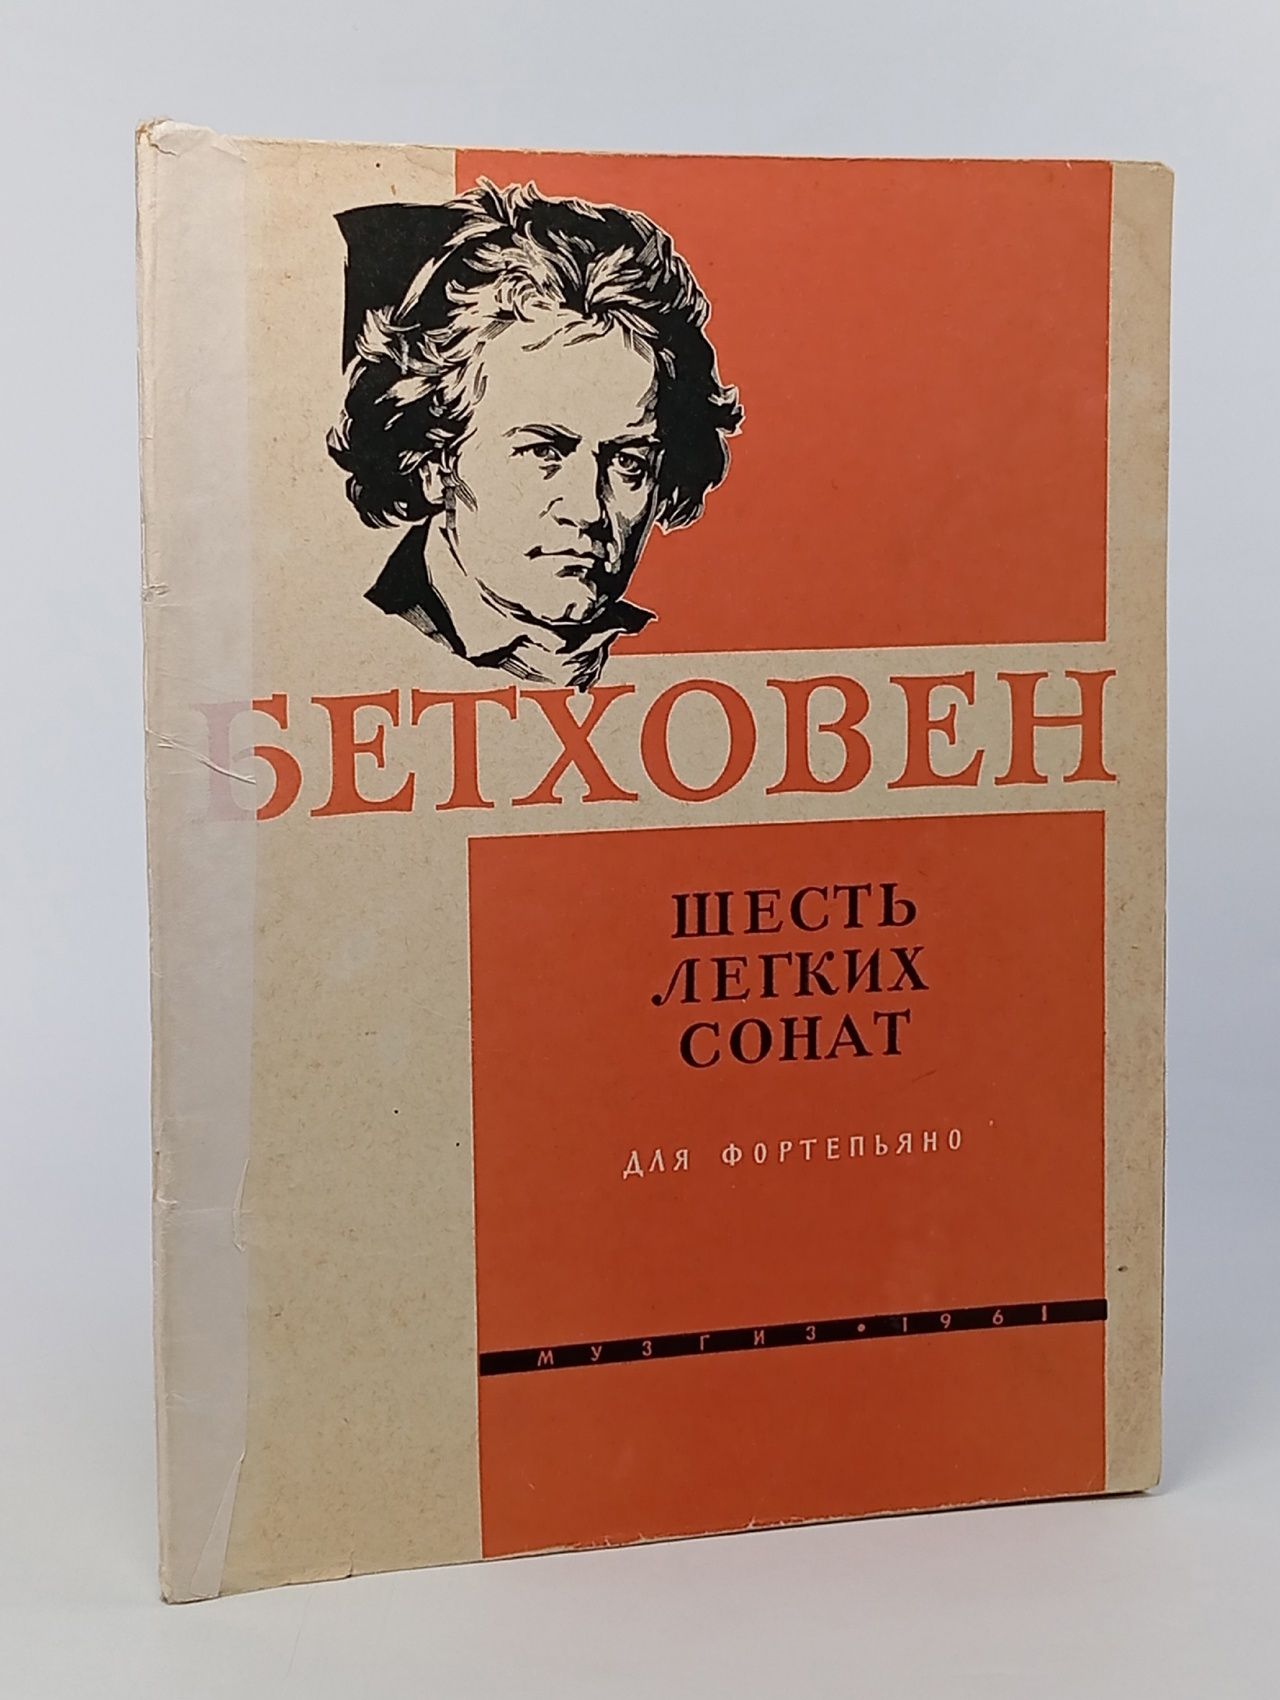 БЕТХОВЕН
ШЕСТЬ
ЛЕГКИХ
СОНАТ
ДЛЯ ФОРТЕПЬЯНО
МУЗГИЗ • 1961